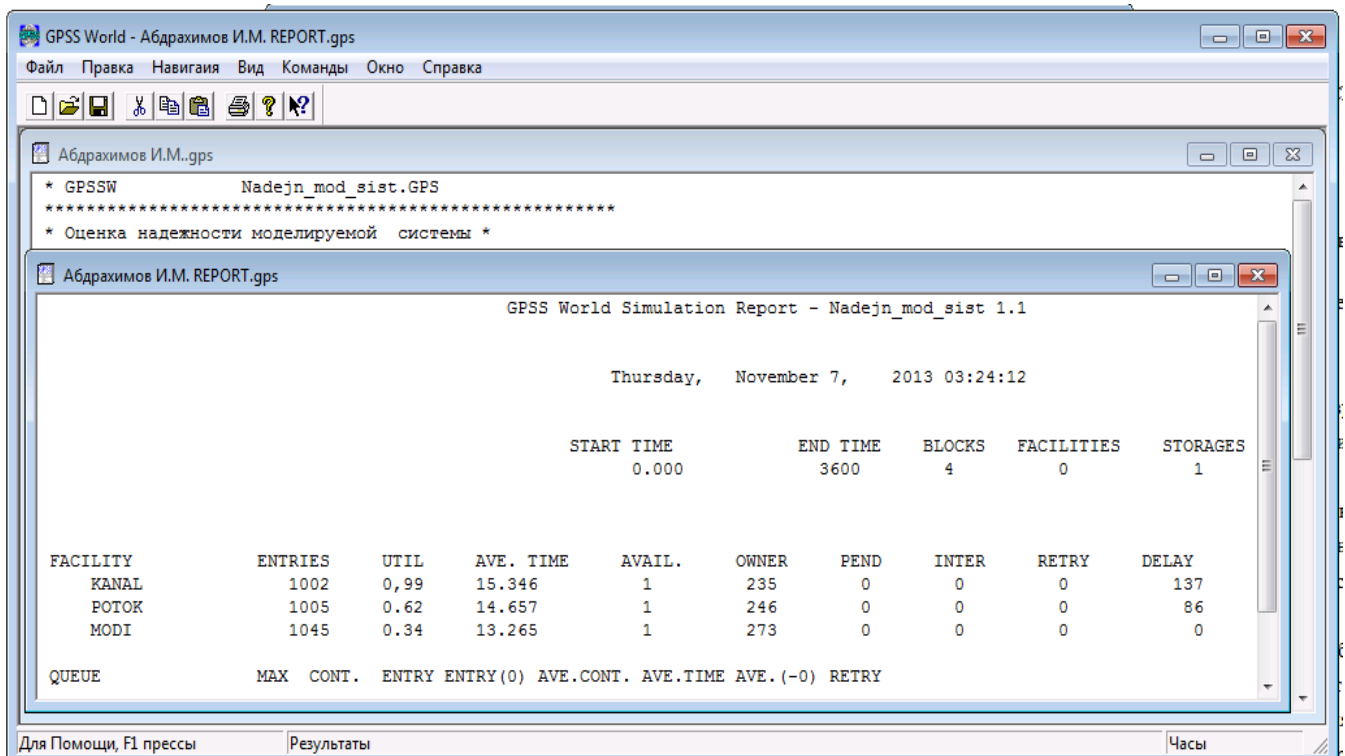 GPSS World - Абдрахимов И.М. REPORT.gps
Файл Правка Навигаия Вид Команды Окно Справка
Абдрахимов И.М..gps
* GPSSW Nadejn_mod_sist.GPS
*******************************************************
* Оценка надежности моделируемой системы *
Абдрахимов И.М. REPORT.gps
GPSS World Simulation Report - Nadejn_mod_sist 1.1
Thursday, November 7, 2013 03:24:12
START TIME END TIME BLOCKS FACILITIES STORAGES
0.000 3600 4 0 1
FACILITY ENTRIES UTIL AVE. TIME AVAIL. OWNER PEND INTER RETRY DELAY
KANAL 1002 0,99 15.346 1 235 0 0 0 137
POTOK 1005 0.62 14.657 1 246 0 0 0 86
MODI 1045 0.34 13.265 1 273 0 0 0 0
QUEUE MAX CONT. ENTRY ENTRY(0) AVE.CONT. AVE.TIME AVE.(-0) RETRY
Для Помощи, F1 прессы Результаты Часы